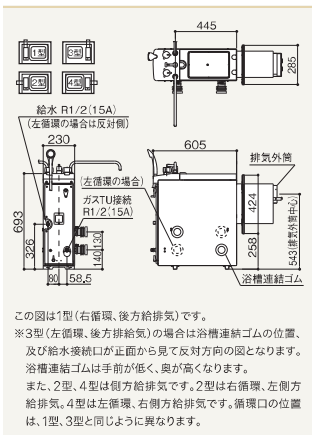 445
285
1型
3型
2型
4型
給水 R1/2(15A)
(左循環の場合は反対側)
230
605
排気外筒
(左循環の場合)
ガスTU接続
R1/2(15A)
693
326
130
140
80
58.5
424
258
543(排気外筒中心)
浴槽連結ゴム
この図は1型(右循環、後方給排気)です。
※3型(左循環、後方排給気)の場合は浴槽連結ゴムの位置、
及び給水接続口が正面から見て反対方向の図となります。
浴槽連結ゴムは手前が低く、奥が高くなります。
また、2型、4型は側方給排気です。2型は右循環、左側方
給排気。4型は左循環、右側方給排気です。循環口の位置
は、1型、3型と同じように異なります。